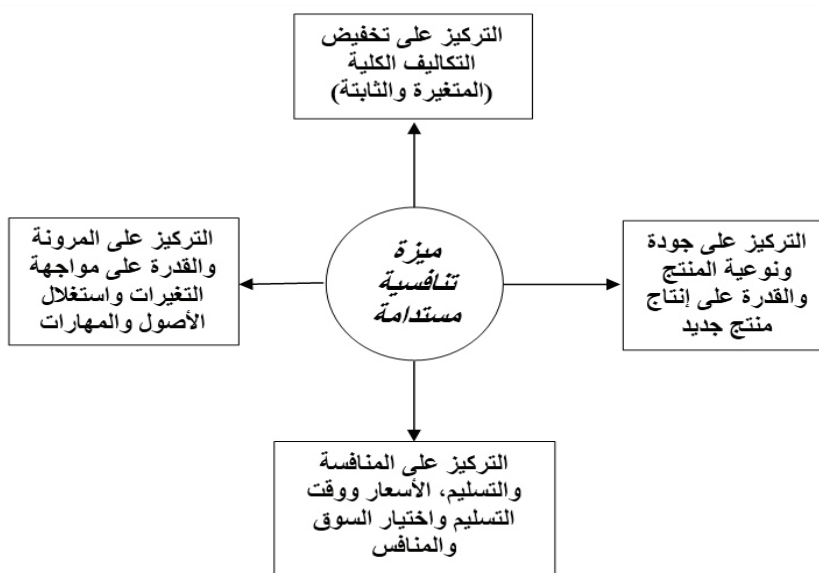 التركيز على تخفيض
التكاليف الكلية
(المتغيرة والثابتة)
التركيز على جودة
ونوعية المنتج
والقدرة على إنتاج
منتج جديد
ميزة
تنافسية
مستدامة
التركيز على المرونة
والقدرة على مواجهة
التغيرات واستغلال
الأصول والمهارات
التركيز على المنافسة
والتسليم، الأسعار ووقت
التسليم واختيار السوق
والمنافس